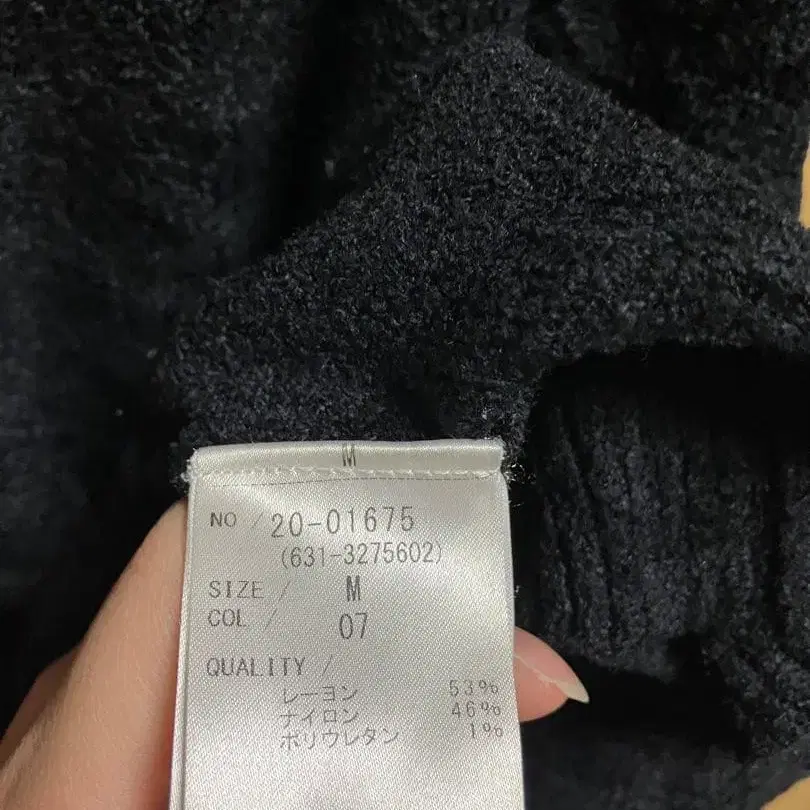 M
NO / 20-01675
(631-3275602)
SIZE / M
COL / 07
QUALITY /
レーヨン 53%
ナイロン 46%
ポリウレタン 1%